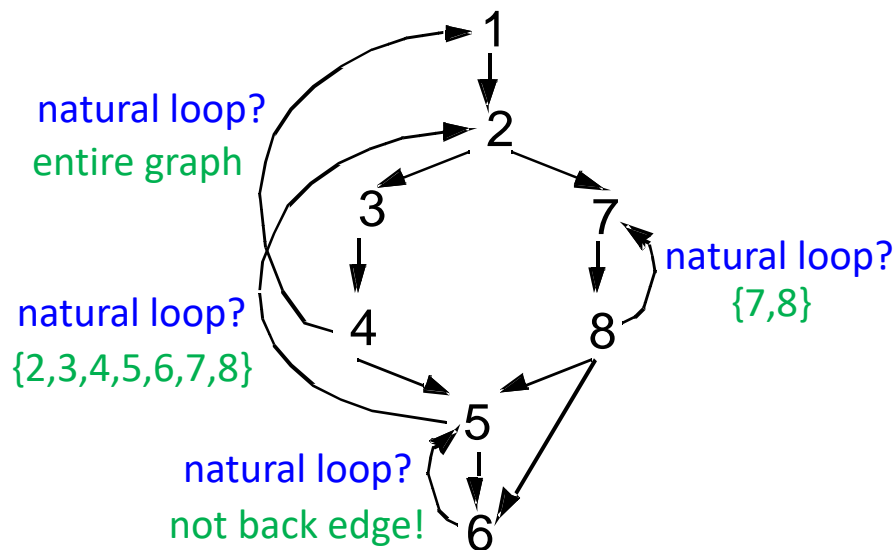 1
natural loop?
2
entire graph
3
7
natural loop?
{7,8}
natural loop?
4
8
{2,3,4,5,6,7,8}
5
natural loop?
not back edge!
6